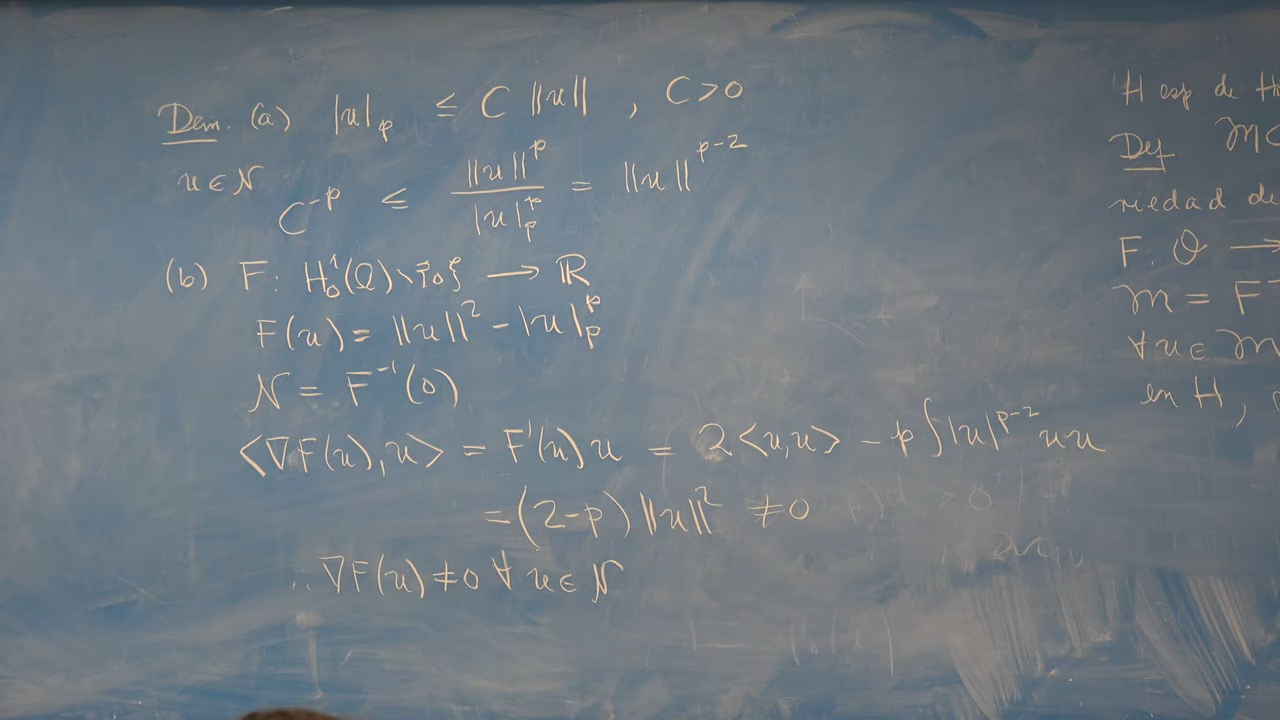 Dem. (a) |u|_p ≤ C ||u|| , C>0
u∈N C^{-p} ≤ ||u||^p / |u|_p^p = ||u||^{p-2}
(b) F: H_0^1(Ω)\{0} → ℝ
F(u) = ||u||^2 - |u|_p^p
N = F^{-1}(0)
<∇F(u), u> = F'(u)u = 2<u,u> - p∫|u|^{p-2}uu
= (2-p)||u||^2 ≠ 0
∴ ∇F(u) ≠ 0 ∀ u∈N
H esp. de
Def.
riedad de
F: O →
M = F
∀u∈M
en H,